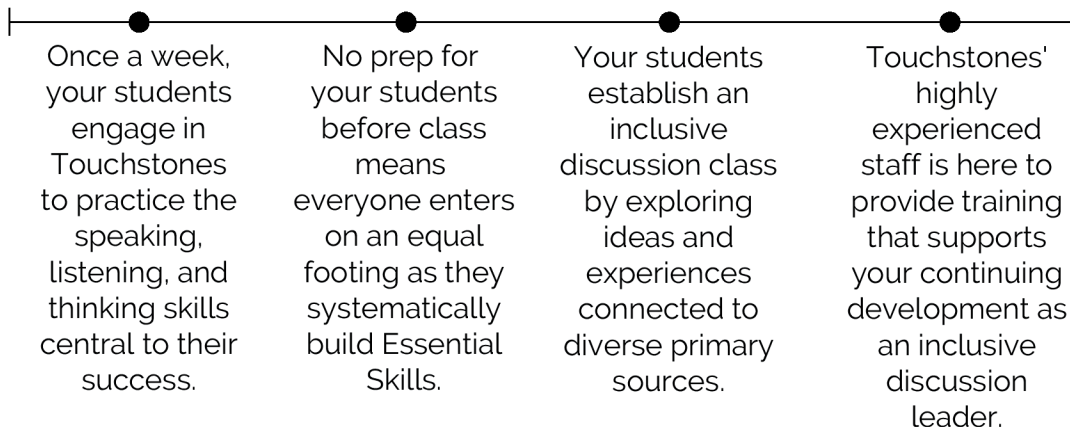 Once a week,
your students
engage in
Touchstones
to practice the
speaking,
listening, and
thinking skills
central to their
success.
No prep for
your students
before class
means
everyone enters
on an equal
footing as they
systematically
build Essential
Skills.
Your students
establish an
inclusive
discussion class
by exploring
ideas and
experiences
connected to
diverse primary
sources.
Touchstones'
highly
experienced
staff is here to
provide training
that supports
your continuing
development as
an inclusive
discussion
leader.